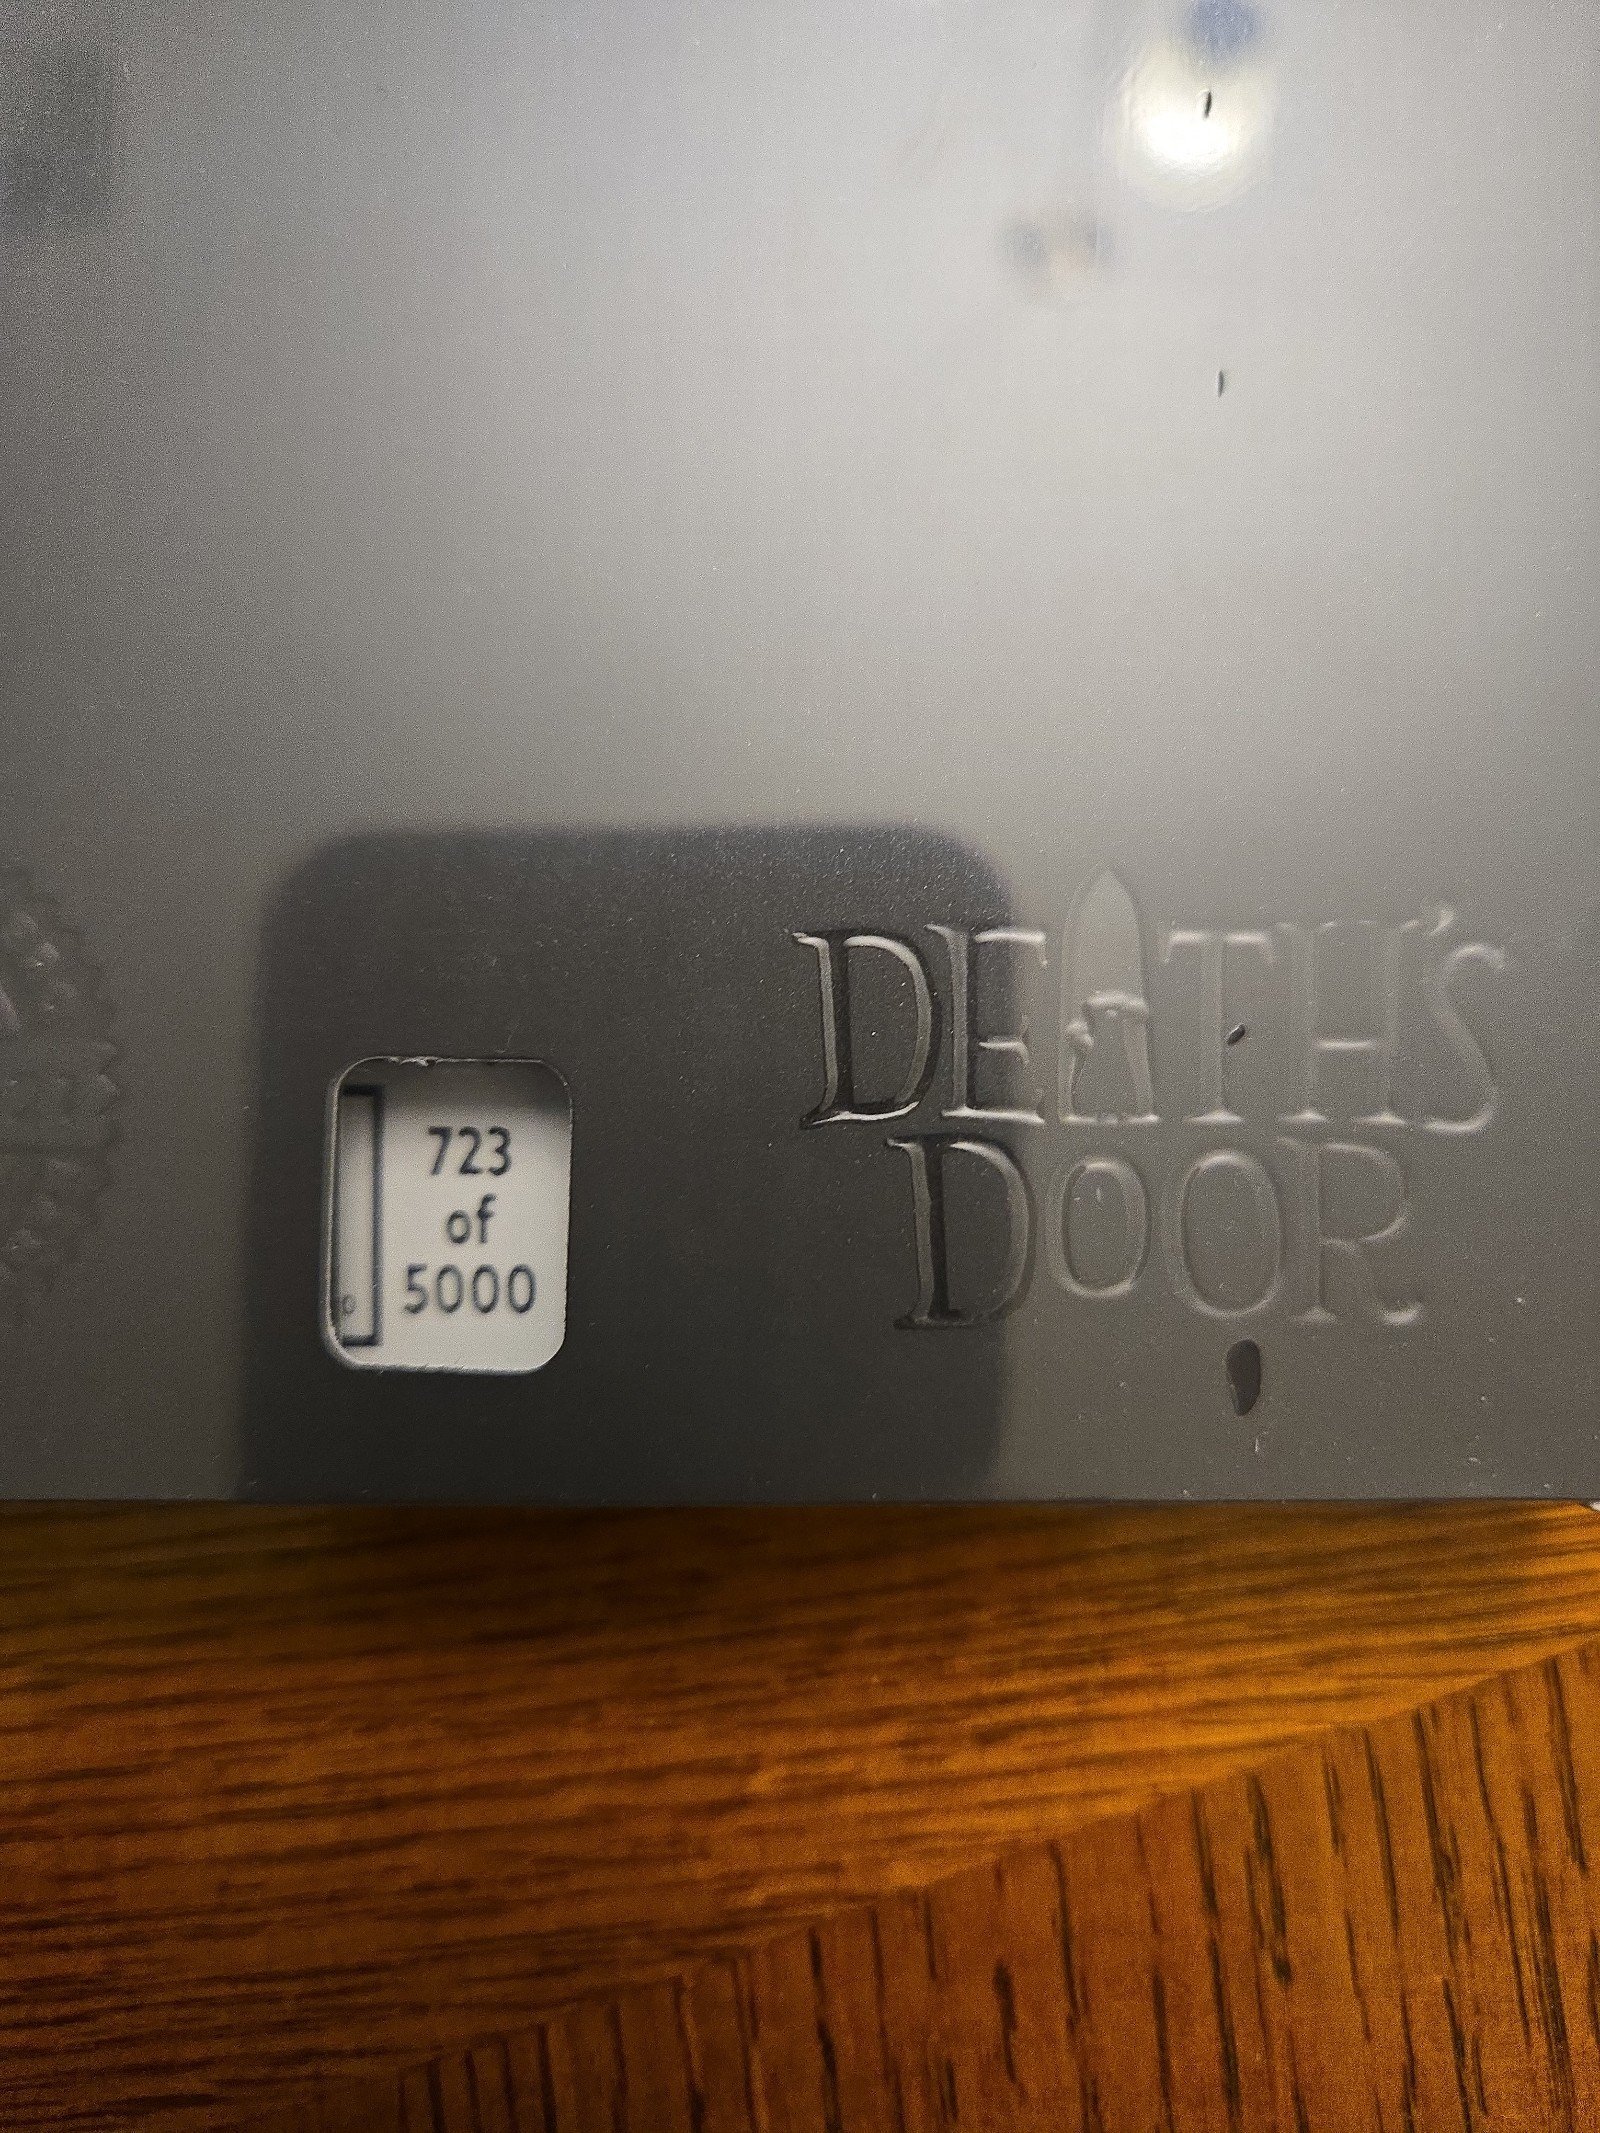 723
of
5000
DEATH'S
DOOR